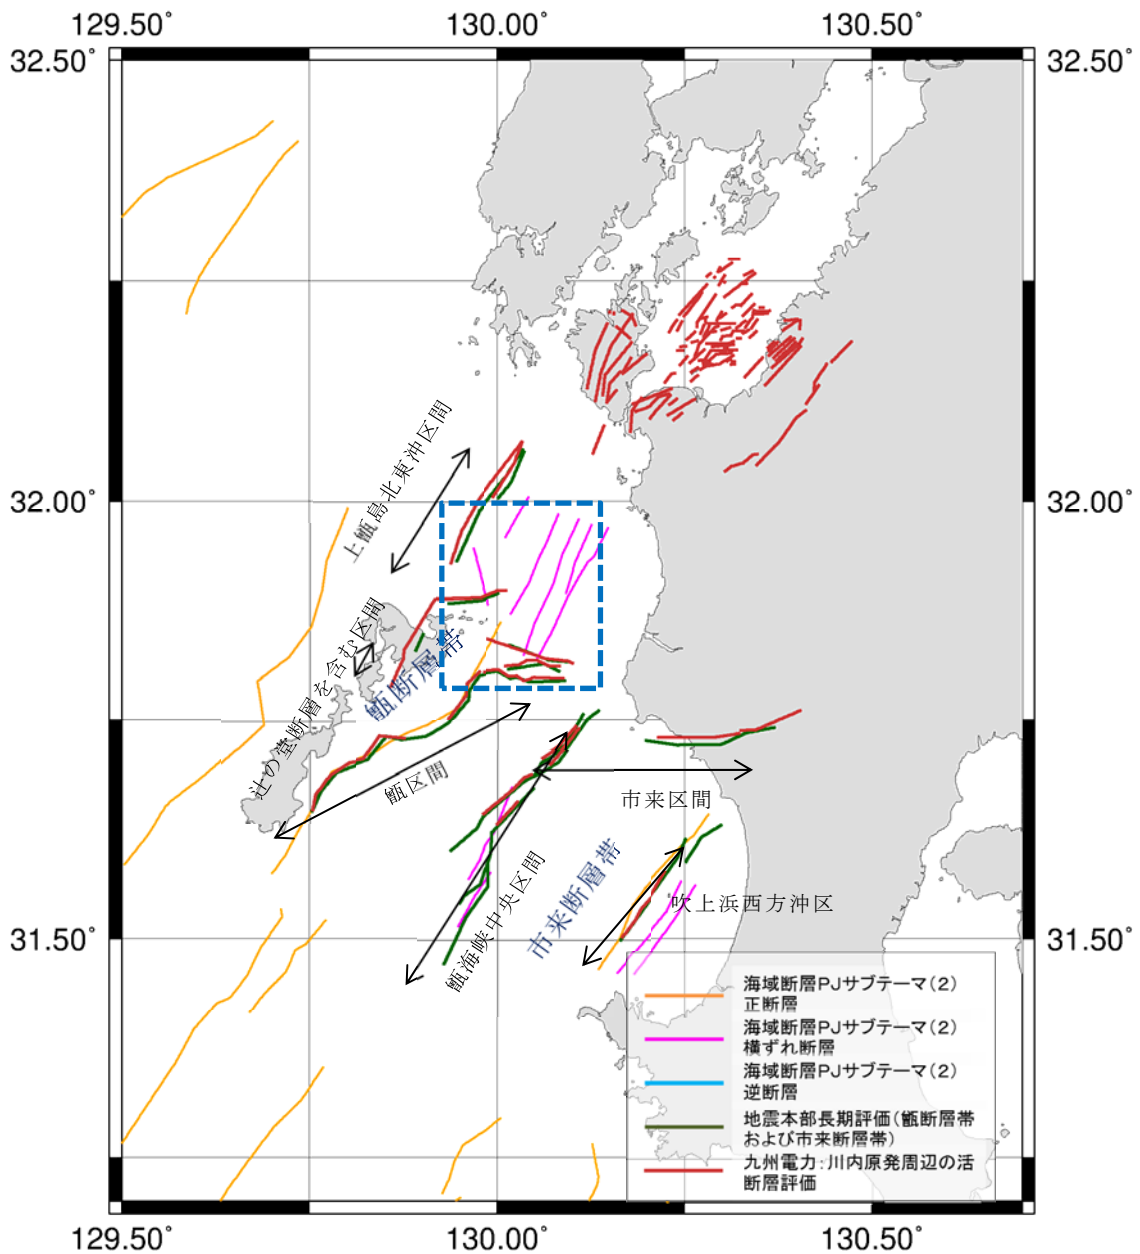 129.50°
130.00°
130.50°
32.50°
32.50°
上甑島北東沖区間
32.00°
32.00°
辻の堂断層を含む区間
甑断層帯
甑区間
市来区間
甑海峡中央区間
市来断層帯
吹上浜西方沖区
31.50°
31.50°
海域断層PJサブテーマ(2)
正断層
海域断層PJサブテーマ(2)
横ずれ断層
海域断層PJサブテーマ(2)
逆断層
地震本部長期評価(甑断層帯
および市来断層帯)
九州電力:川内原発周辺の活
断層評価
129.50°
130.00°
130.50°